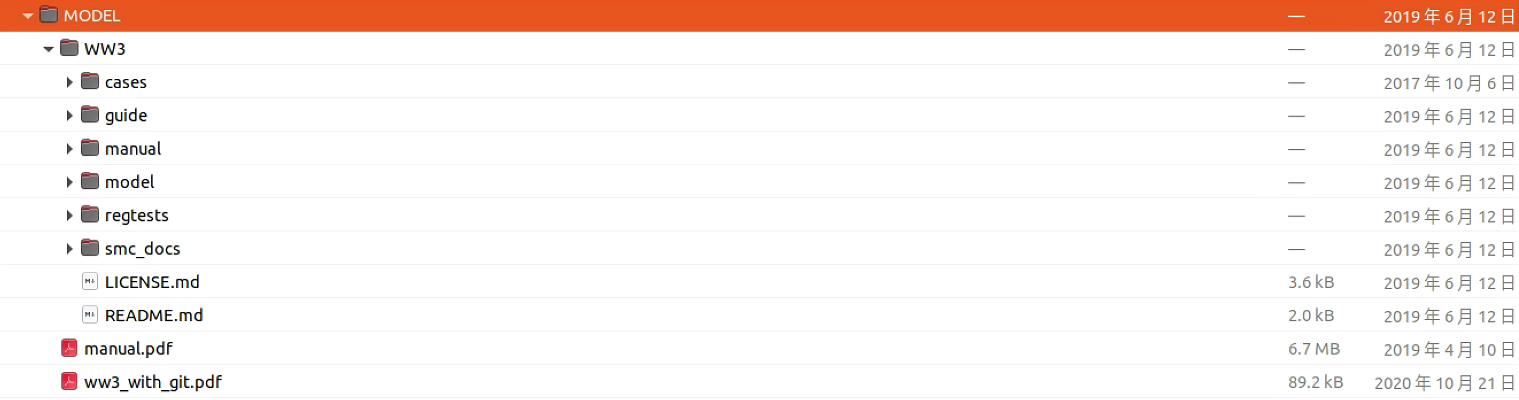 MODEL — 2019 年 6 月 12 日
WW3 — 2019 年 6 月 12 日
cases — 2017 年 10 月 6 日
guide — 2019 年 6 月 12 日
manual — 2019 年 6 月 12 日
model — 2019 年 6 月 12 日
regtests — 2019 年 6 月 12 日
smc_docs — 2019 年 6 月 12 日
LICENSE.md 3.6 kB 2019 年 6 月 12 日
README.md 2.0 kB 2019 年 6 月 12 日
manual.pdf 6.7 MB 2019 年 4 月 10 日
ww3_with_git.pdf 89.2 kB 2020 年 10 月 21 日